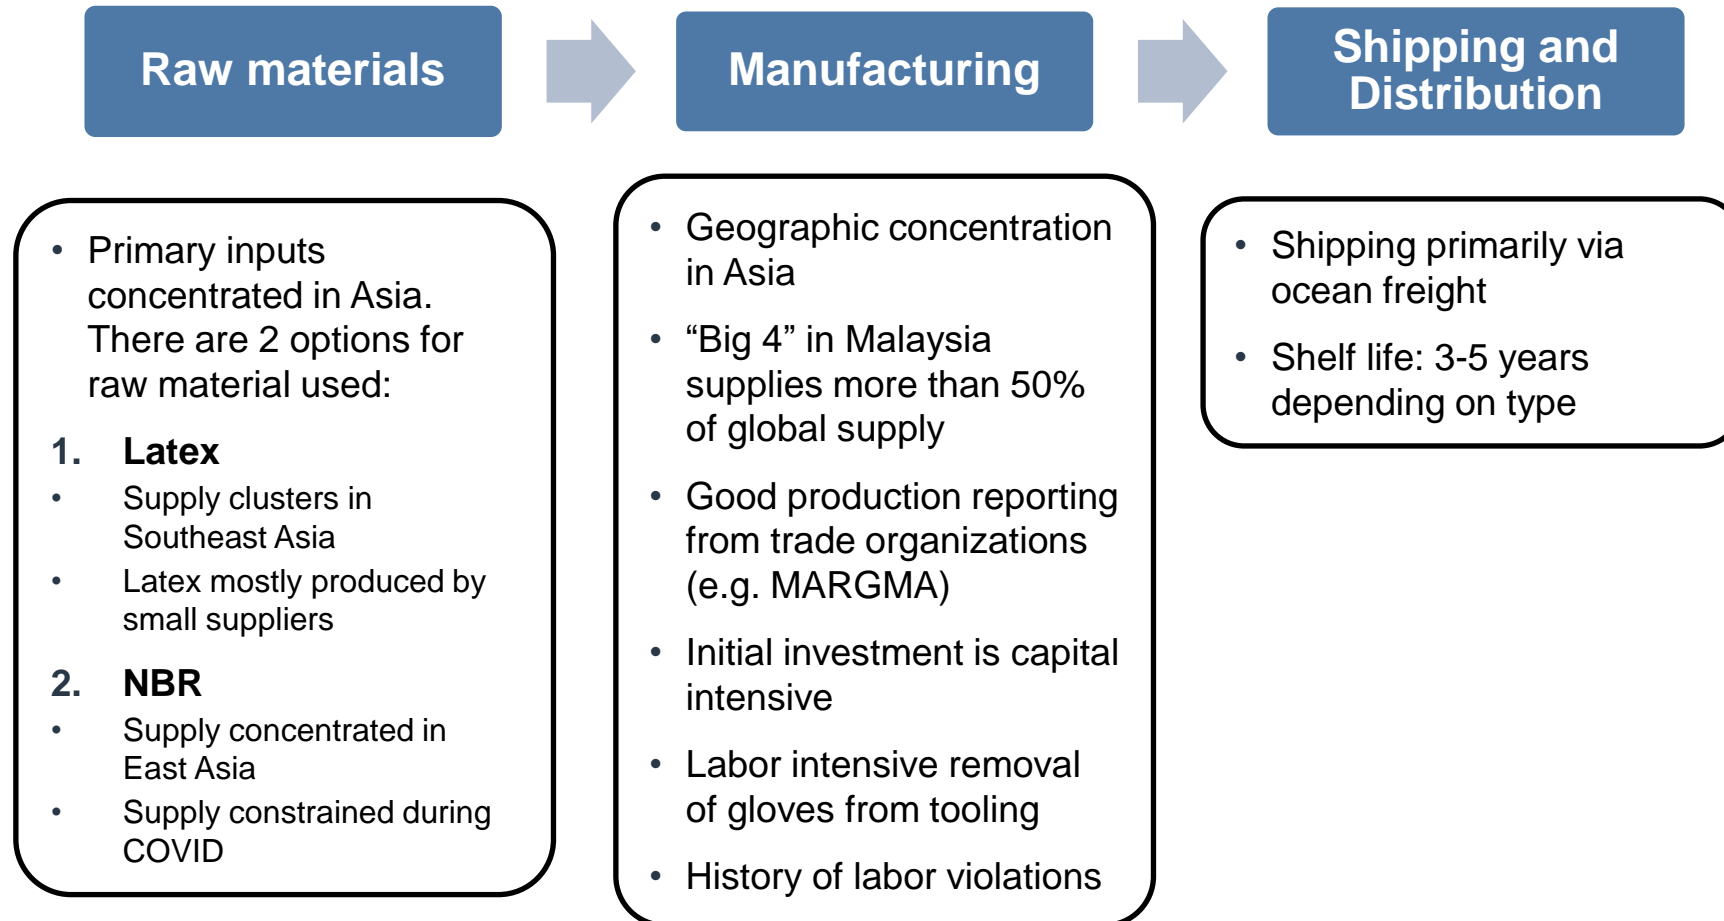 Raw materials
Manufacturing
Shipping and
Distribution
• Primary inputs
concentrated in Asia.
There are 2 options for
raw material used:
1. Latex
• Supply clusters in
Southeast Asia
• Latex mostly produced by
small suppliers
2. NBR
• Supply concentrated in
East Asia
• Supply constrained during
COVID
• Geographic concentration
in Asia
• “Big 4” in Malaysia
supplies more than 50%
of global supply
• Good production reporting
from trade organizations
(e.g. MARGMA)
• Initial investment is capital
intensive
• Labor intensive removal
of gloves from tooling
• History of labor violations
• Shipping primarily via
ocean freight
• Shelf life: 3-5 years
depending on type